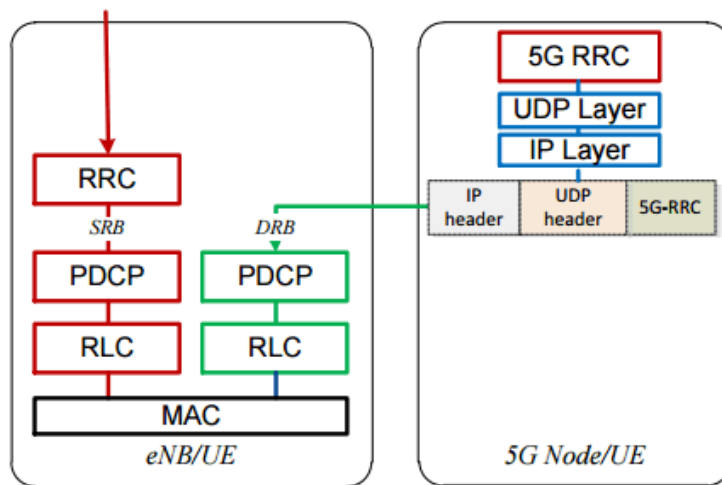 RRC
SRB
PDCP
RLC
DRB
PDCP
RLC
MAC
eNB/UE
5G RRC
UDP Layer
IP Layer
IP
header
UDP
header
5G-RRC
5G Node/UE